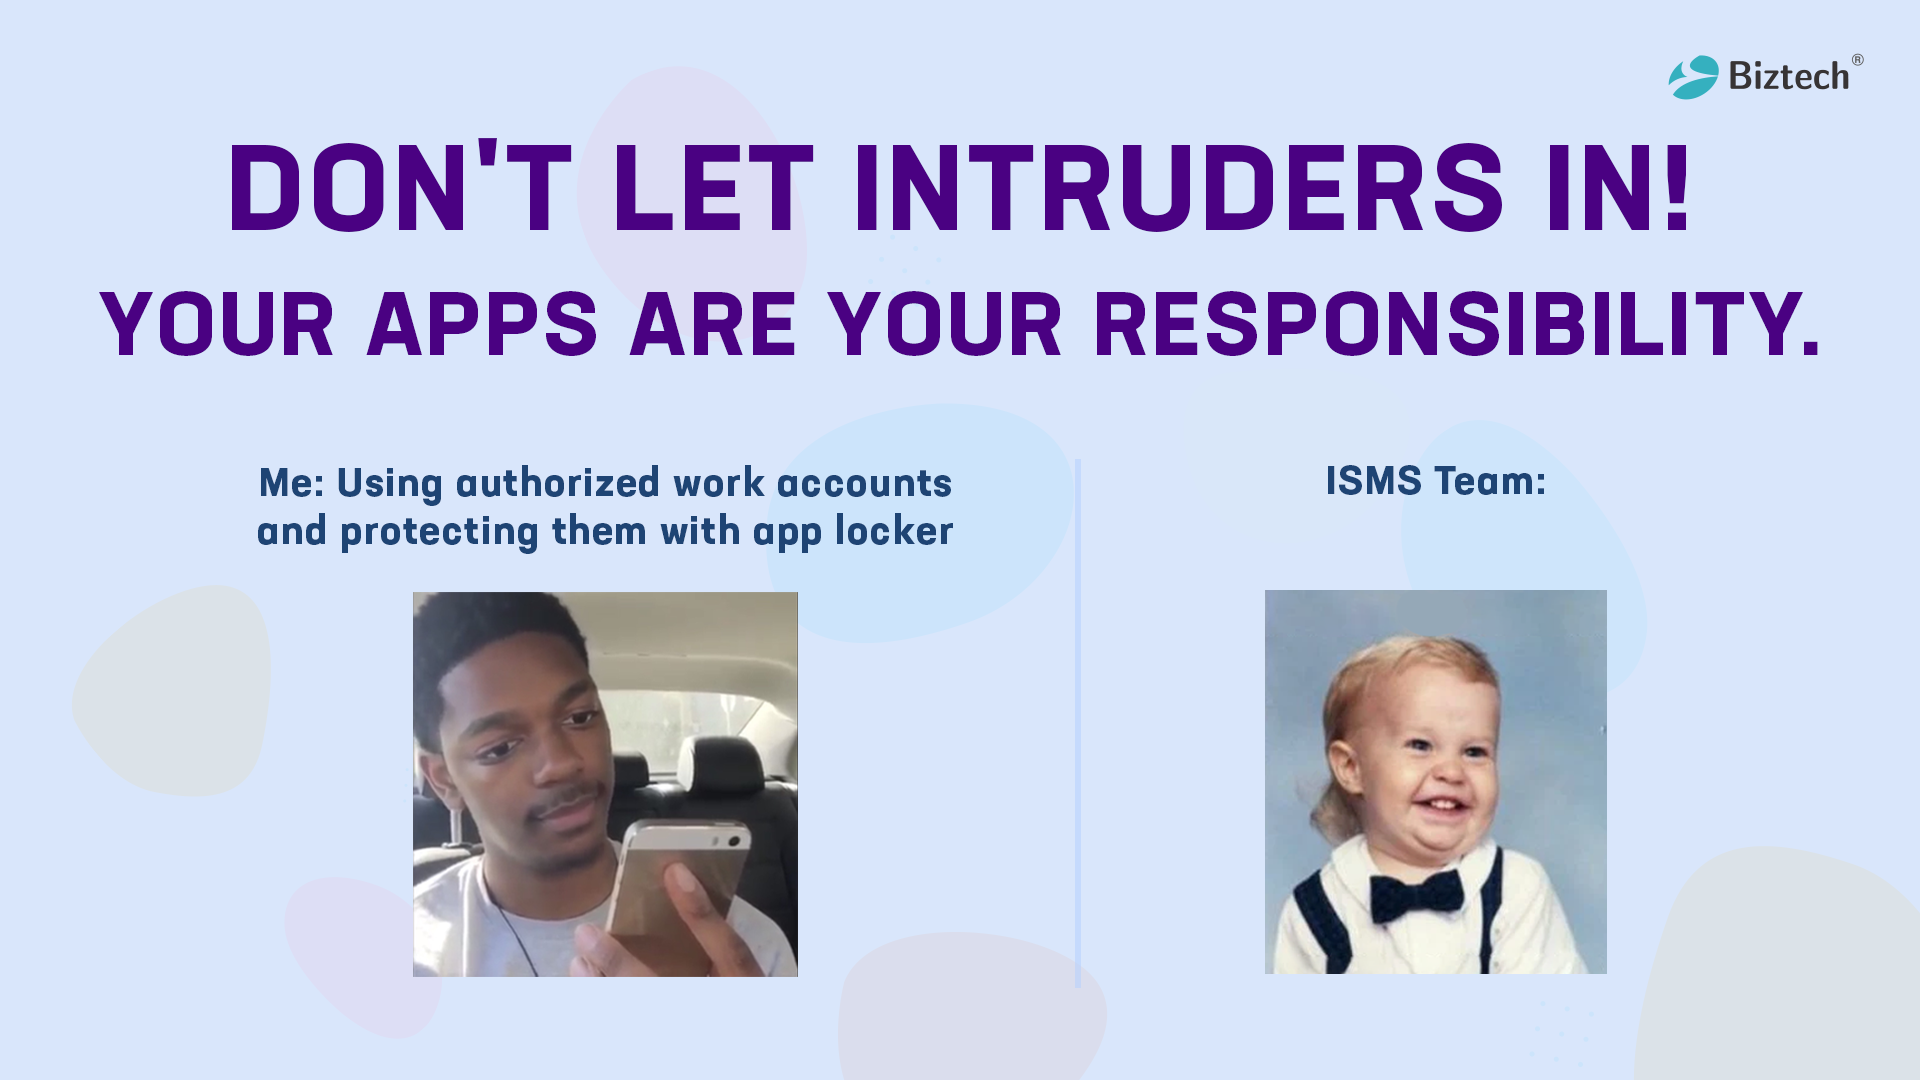 Biztech®
DON'T LET INTRUDERS IN!
YOUR APPS ARE YOUR RESPONSIBILITY.
Me: Using authorized work accounts
and protecting them with app locker
ISMS Team: